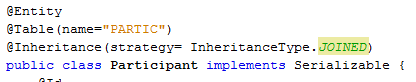 @Entity
@Table(name="PARTIC")
@Inheritance(strategy= InheritanceType.JOINED)
public class Participant implements Serializable {
@Id